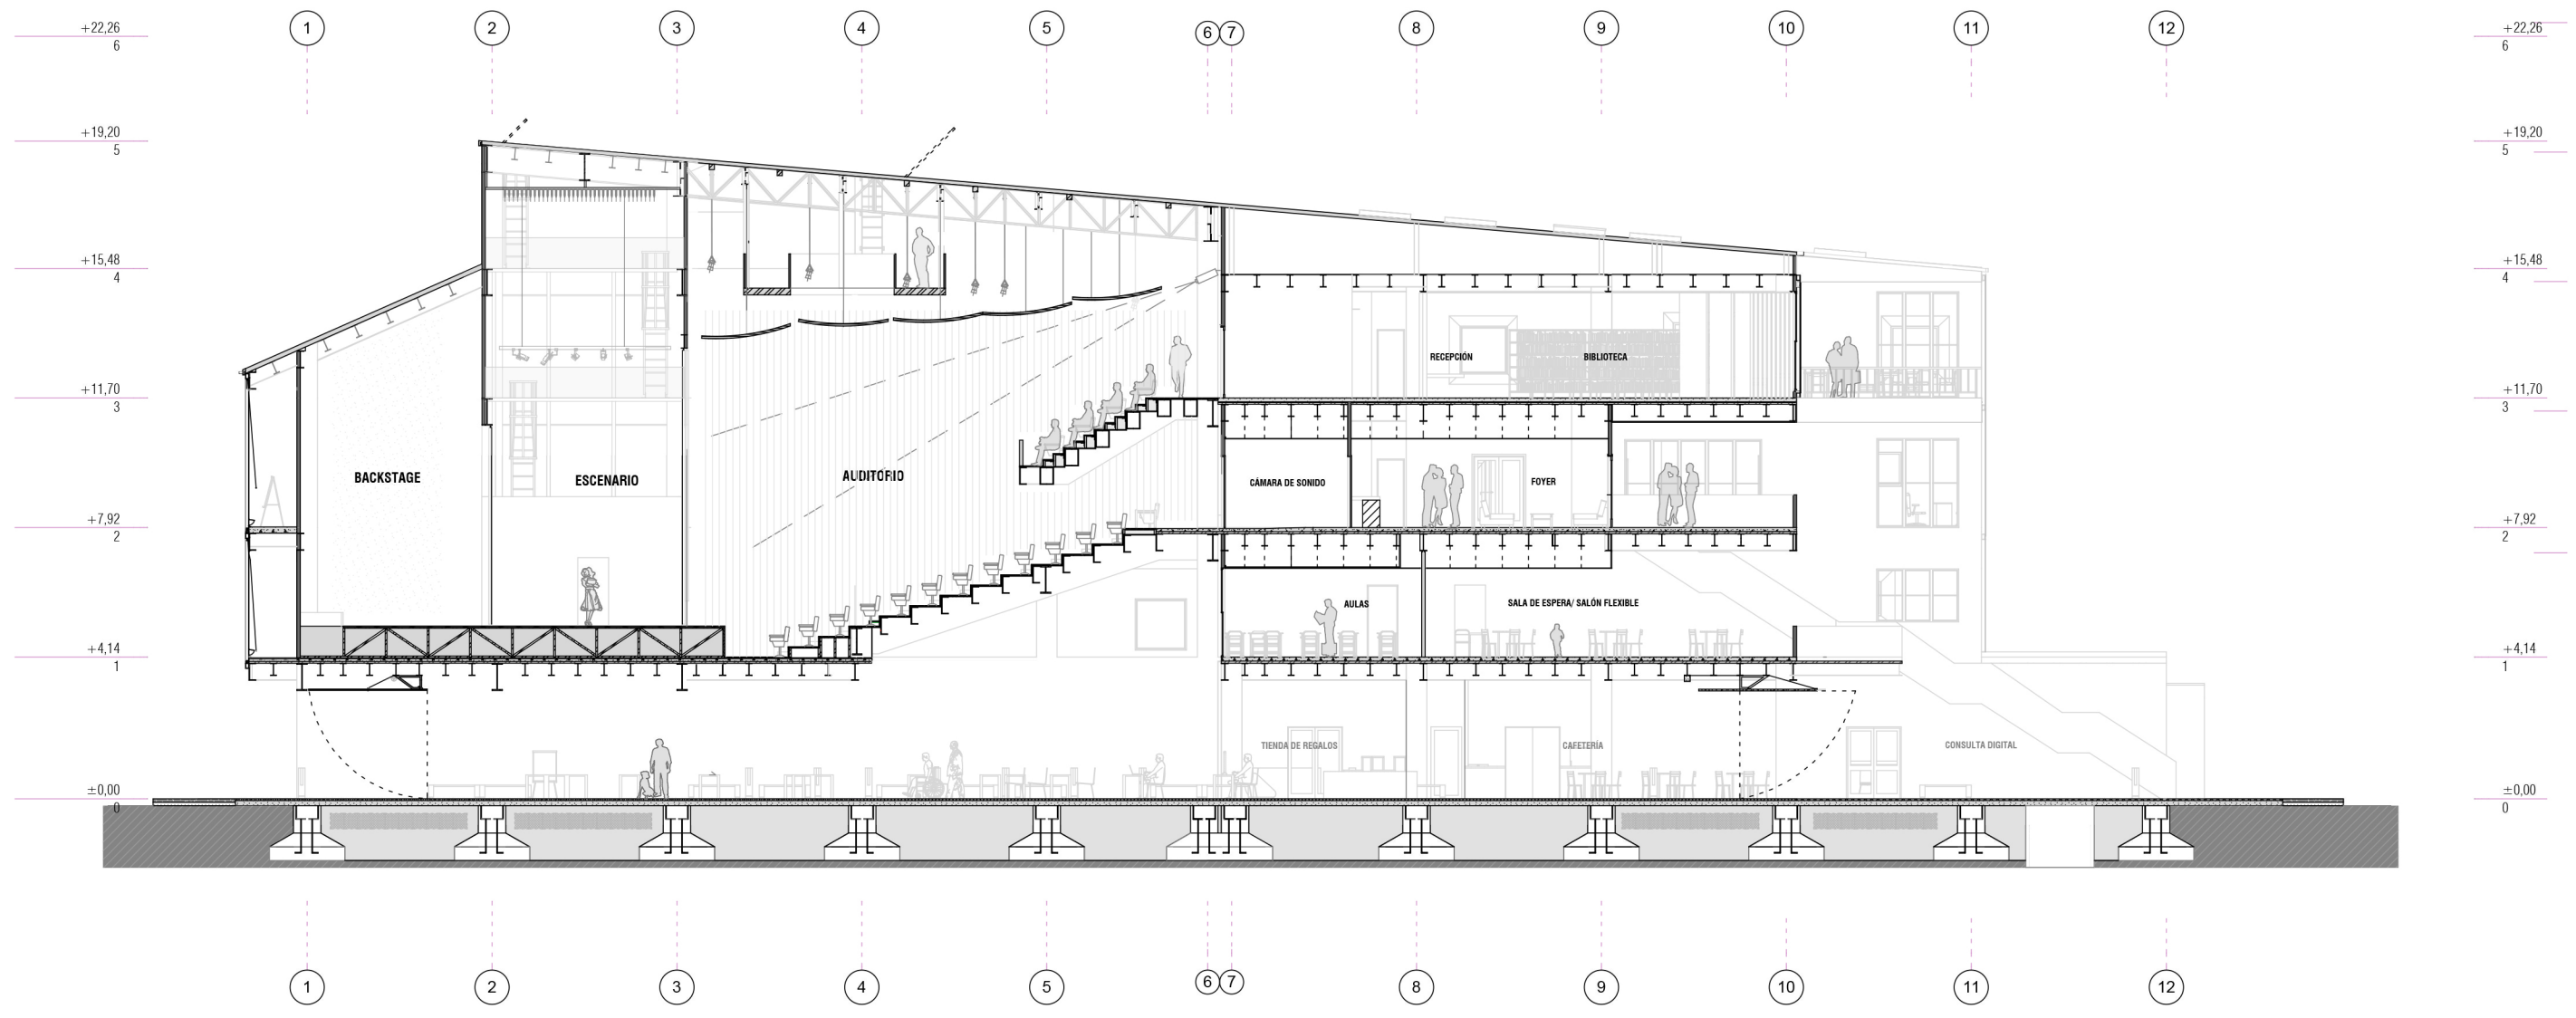 1 2 3 4 5 6 7 8 9 10 11 12
+22,26 +22,26
6 6
+19,20 +19,20
5 5
+15,48 +15,48
4 4
RECEPCIÓN BIBLIOTECA
+11,70 +11,70
3 3
BACKSTAGE ESCENARIO AUDITORIO CÁMARA DE SONIDO FOYER
+7,92 +7,92
2 2
AULAS SALA DE ESPERA/ SALÓN FLEXIBLE
+4,14 +4,14
1 1
TIENDA DE REGALOS CAFETERÍA CONSULTA DIGITAL
±0,00 ±0,00
0 0
1 2 3 4 5 6 7 8 9 10 11 12